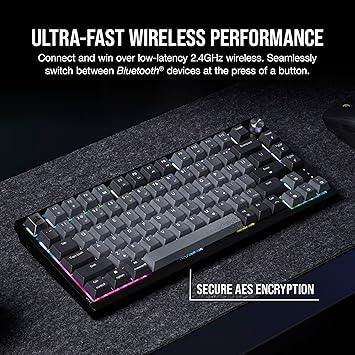 ULTRA-FAST WIRELESS PERFORMANCE
Connect and win over low-latency 2.4GHz wireless. Seamlessly
switch between Bluetooth® devices at the press of a button.
SECURE AES ENCRYPTION